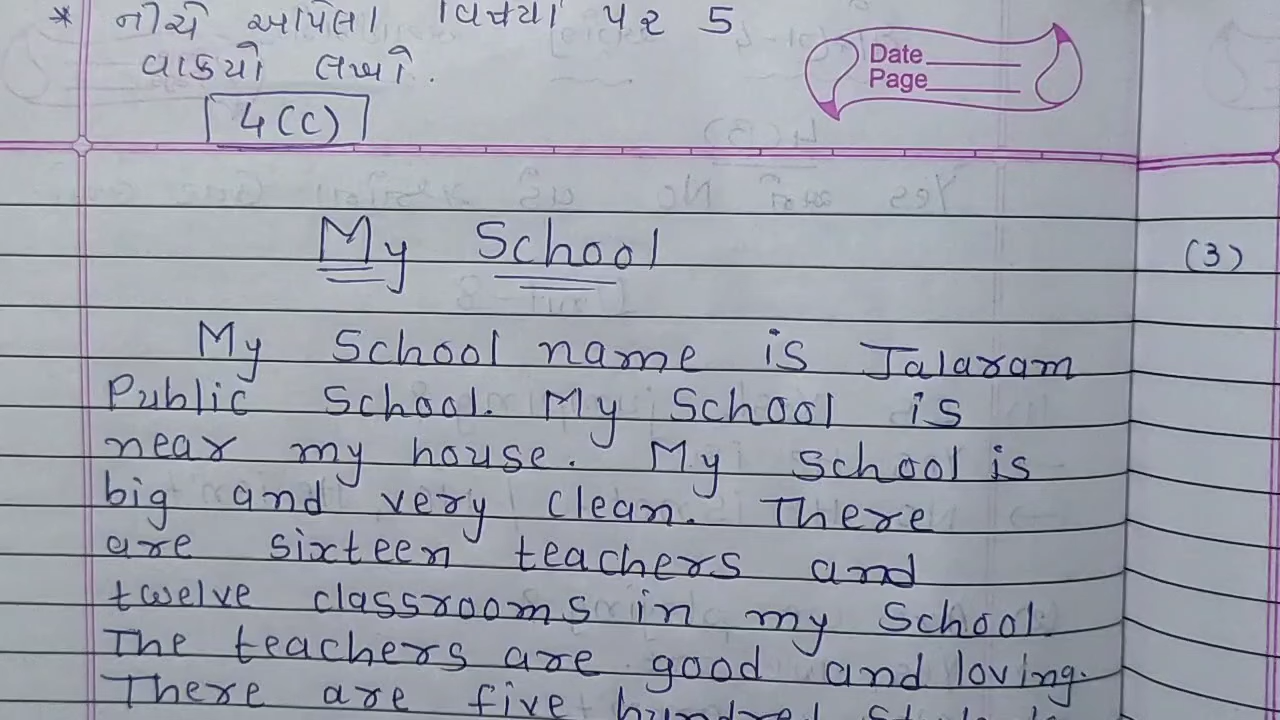 * નીચે આપેલા વિષયો પર 5
વાક્યો લખો.
4 (C)
Date
Page
My School
(3)
My School name is Jalaram
Public School. My School is
near my house. My School is
big and very clean. There
are sixteen teachers and
twelve classrooms in my School.
The teachers are good and loving.
There are five hundred